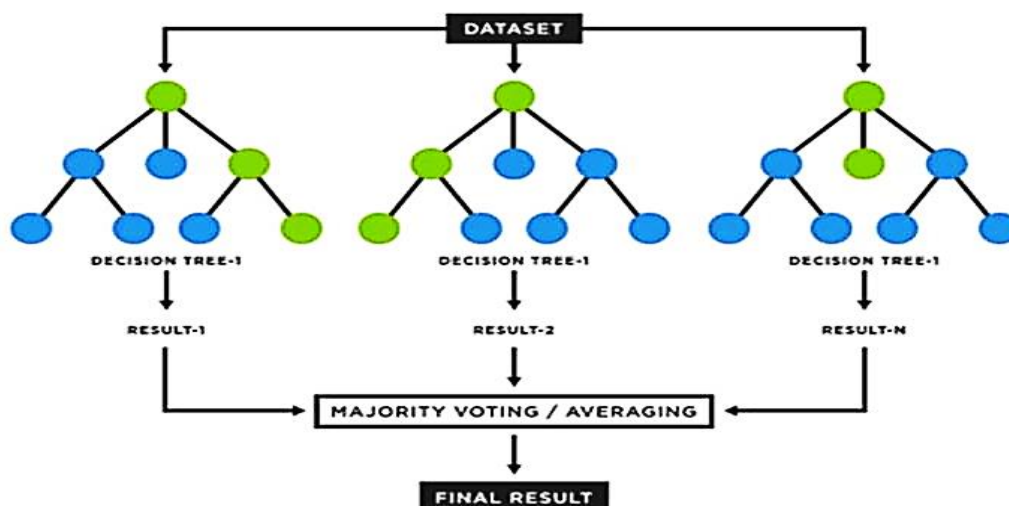 DATASET
DECISION TREE-1
DECISION TREE-1
DECISION TREE-1
RESULT-1
RESULT-2
RESULT-N
MAJORITY VOTING / AVERAGING
FINAL RESULT